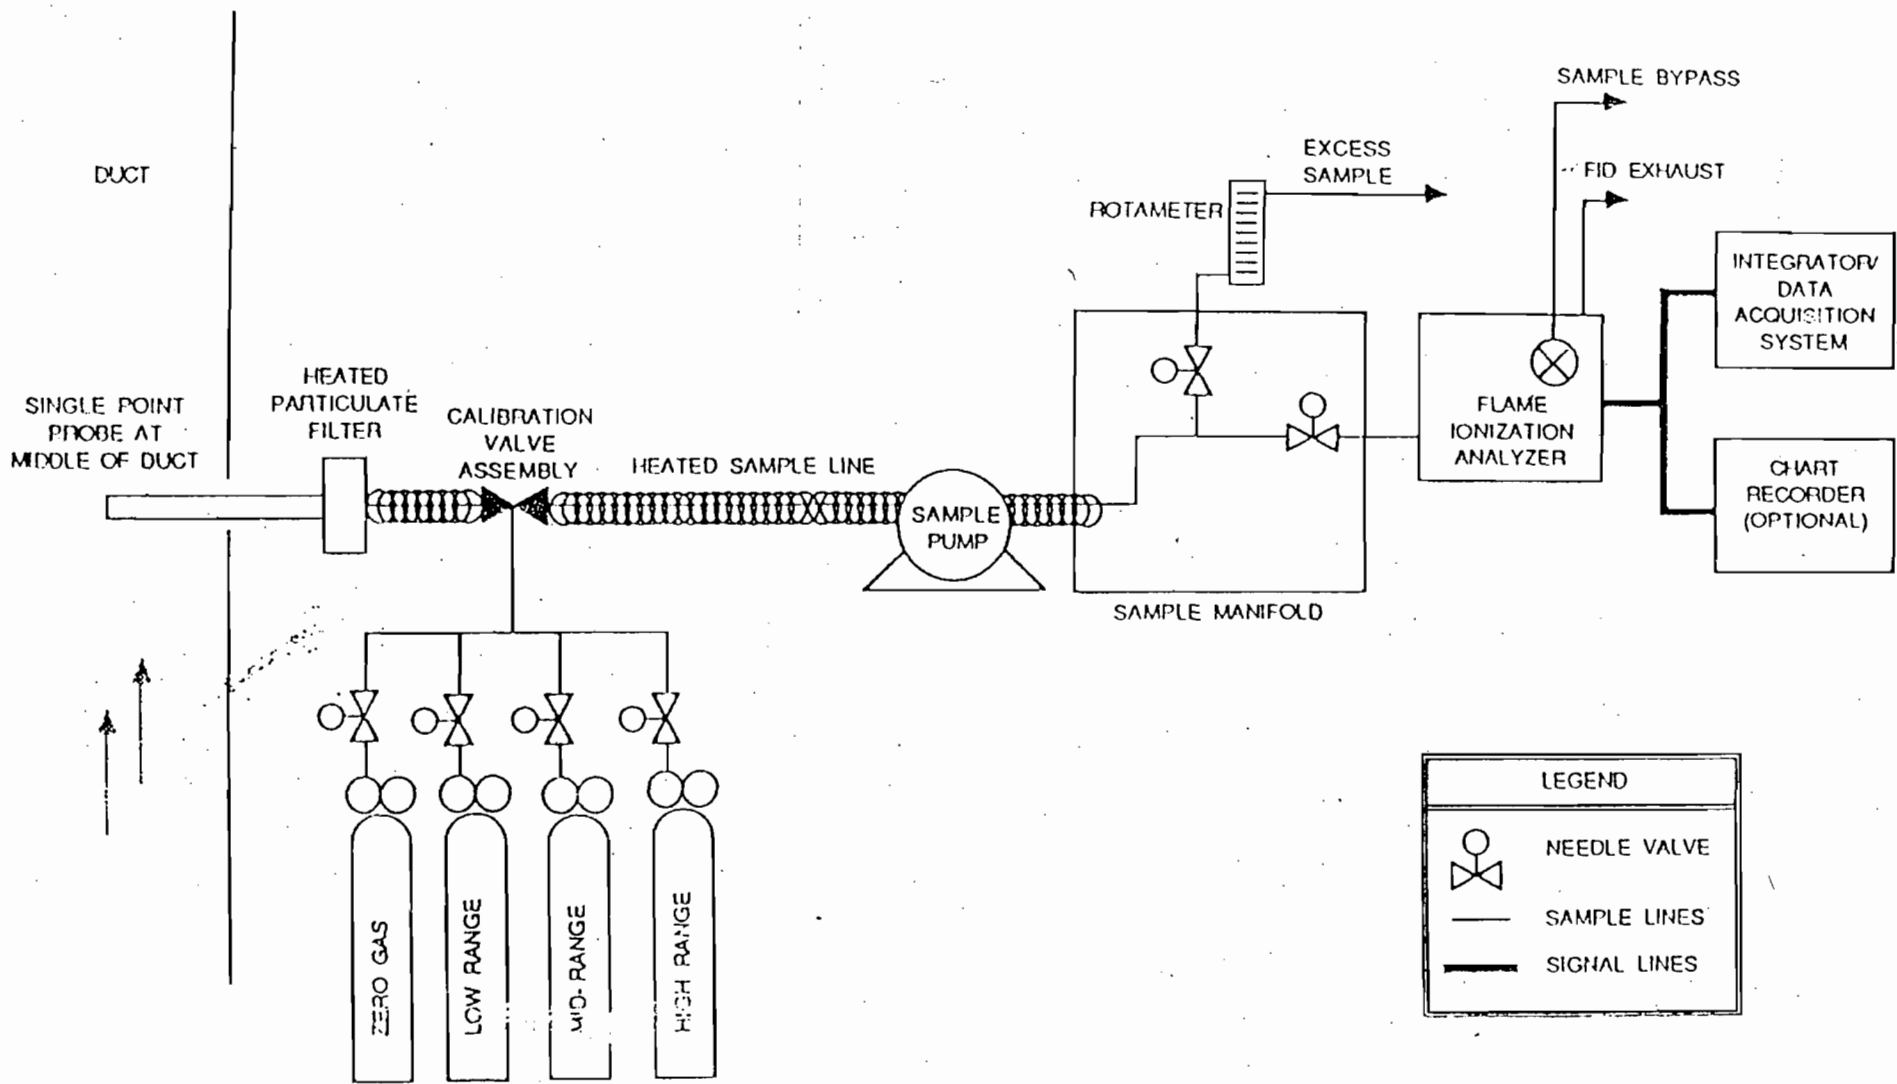 DUCT
SINGLE POINT
PROBE AT
MIDDLE OF DUCT
HEATED
PARTICULATE
FILTER
CALIBRATION
VALVE
ASSEMBLY
HEATED SAMPLE LINE
SAMPLE
PUMP
ROTAMETER
EXCESS
SAMPLE
SAMPLE MANIFOLD
SAMPLE BYPASS
FID EXHAUST
FLAME
IONIZATION
ANALYZER
INTEGRATOR/
DATA
ACQUISITION
SYSTEM
CHART
RECORDER
(OPTIONAL)
ZERO GAS
LOW RANGE
MID-RANGE
HIGH RANGE
LEGEND
NEEDLE VALVE
SAMPLE LINES
SIGNAL LINES